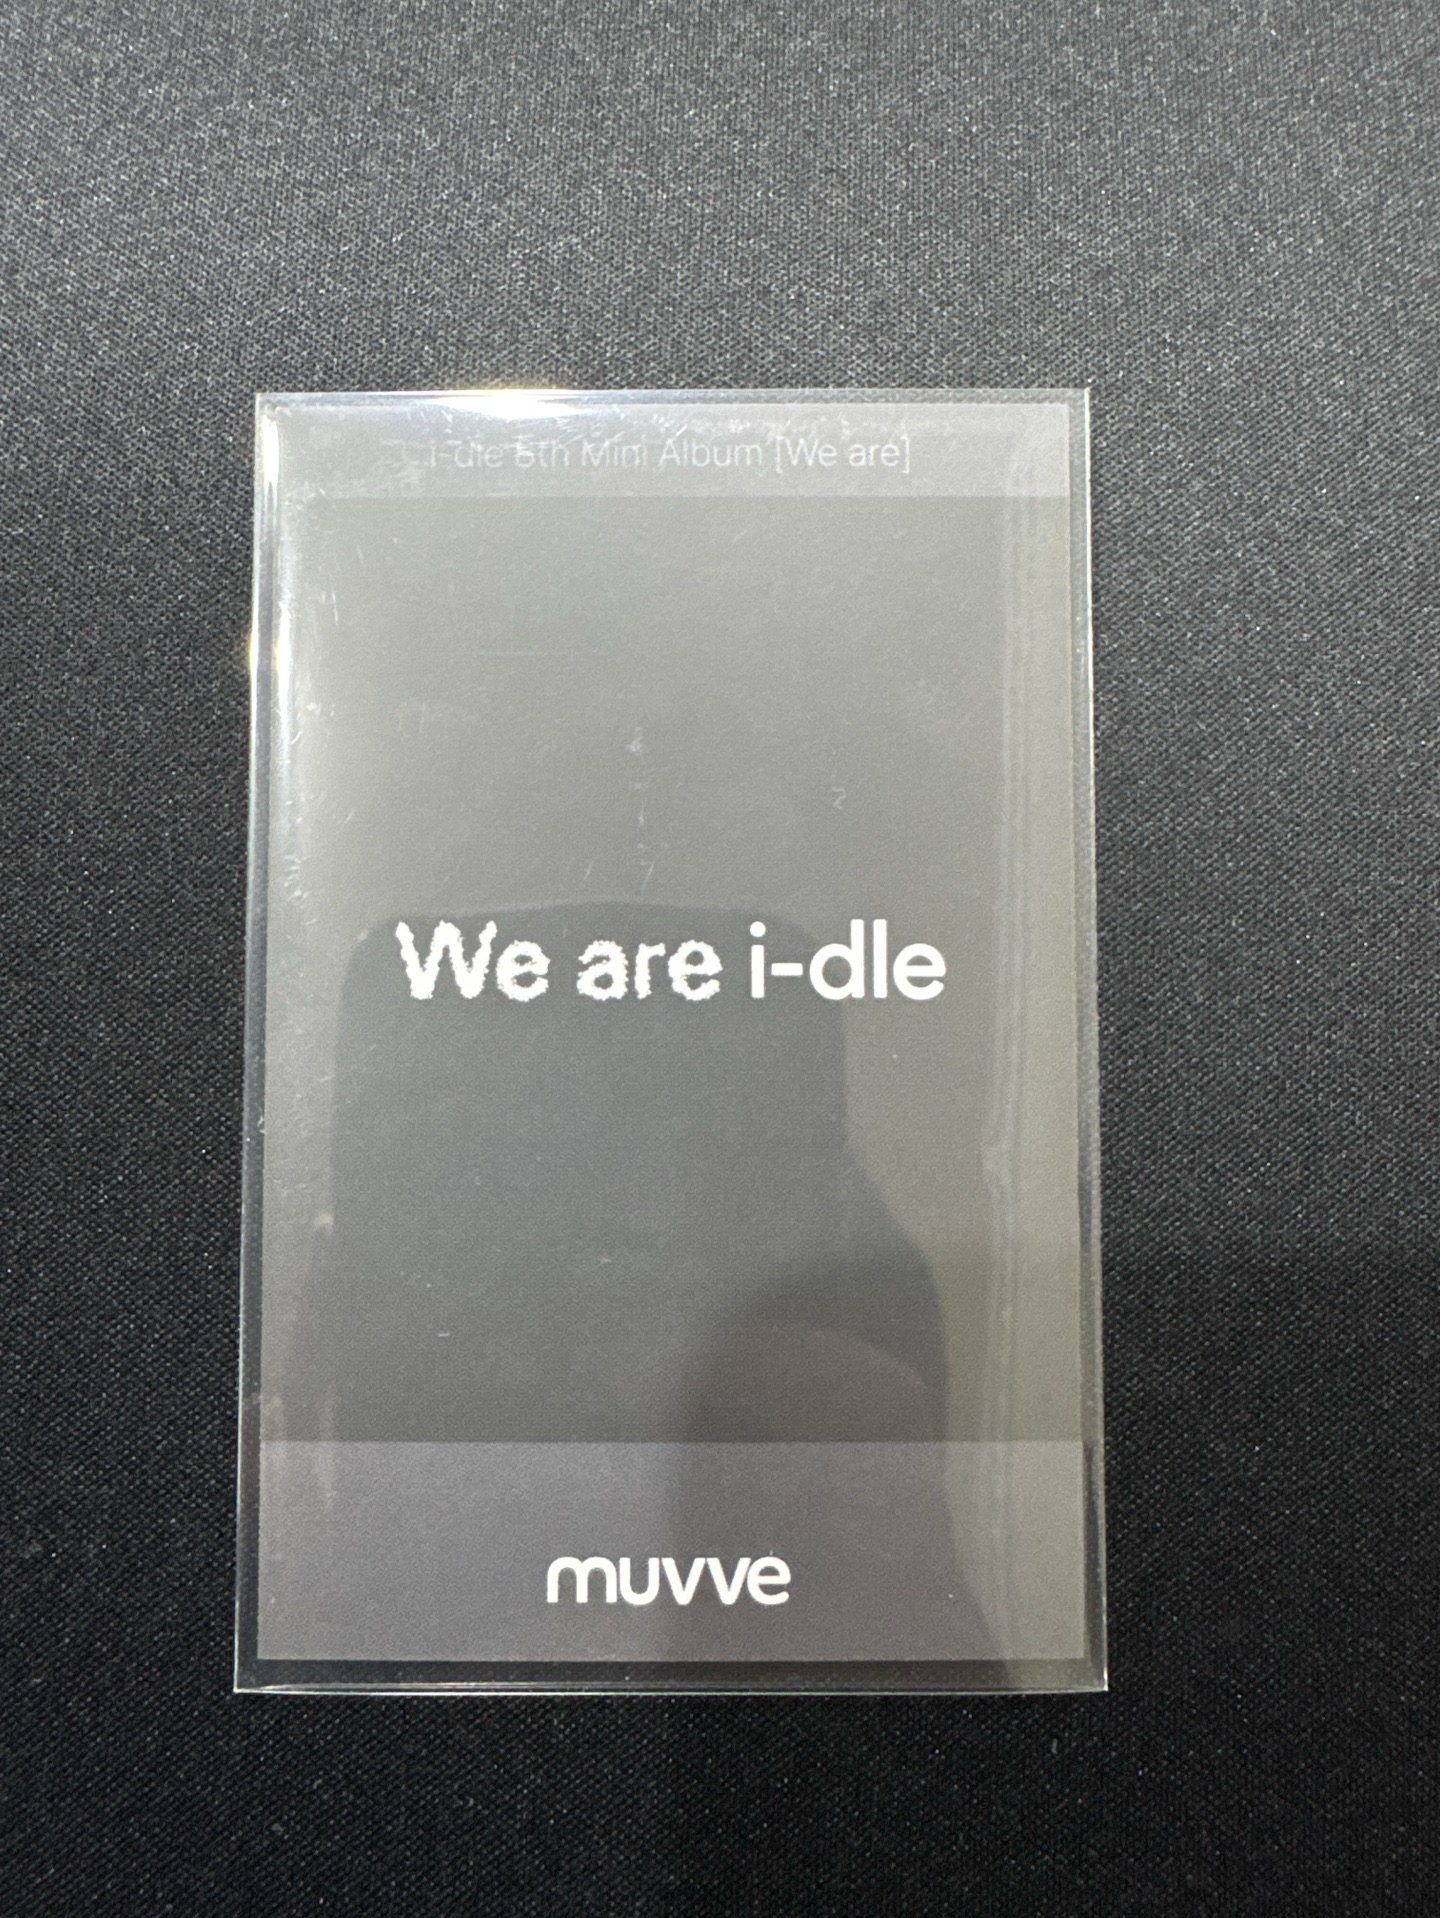 i-dle 8th Mini Album [We are]
We are i-dle
muvve